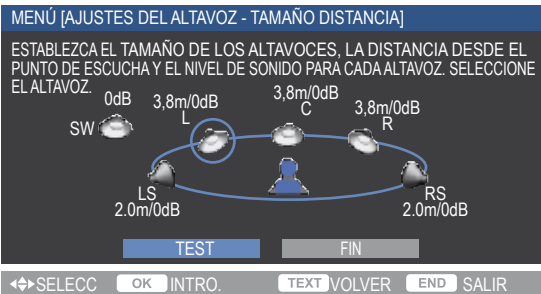 MENÚ [AJUSTES DEL ALTAVOZ - TAMAÑO DISTANCIA]
ESTABLEZCA EL TAMAÑO DE LOS ALTAVOCES, LA DISTANCIA DESDE EL
PUNTO DE ESCUCHA Y EL NIVEL DE SONIDO PARA CADA ALTAVOZ. SELECCIONE
EL ALTAVOZ.
0dB 3,8m/0dB 3,8m/0dB 3,8m/0dB
SW L C R
LS RS
2.0m/0dB 2.0m/0dB
TEST FIN
SELECC OK INTRO. TEXT VOLVER END SALIR